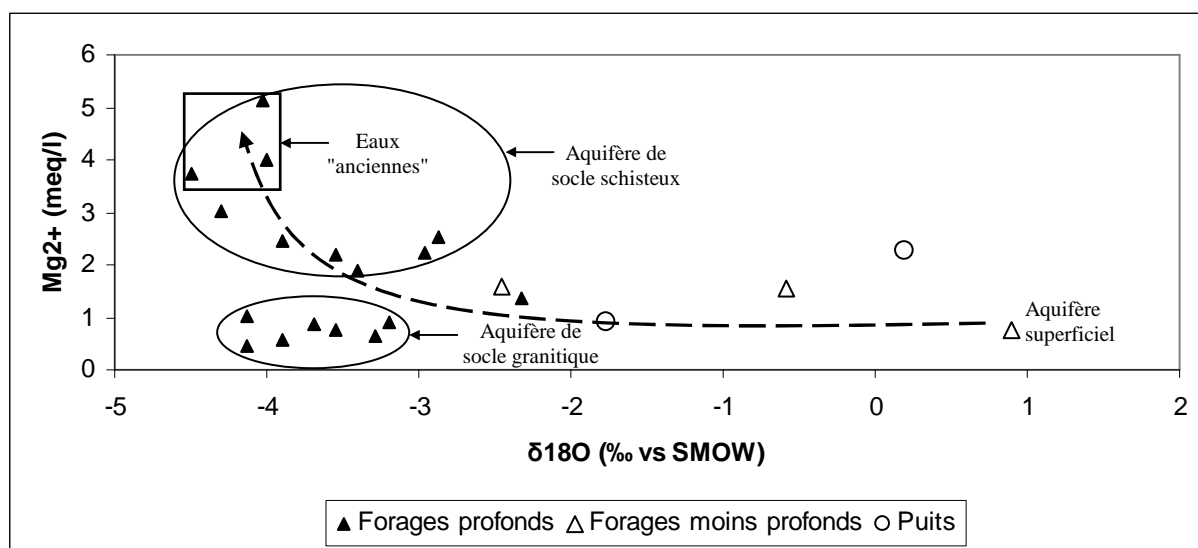 6
5
4
3
2
1
0
Mg2+ (meq/l)
Eaux
"anciennes"
Aquifère de
socle schisteux
Aquifère de
socle granitique
Aquifère
superficiel
-5 -4 -3 -2 -1 0 1 2
δ18O (‰ vs SMOW)
Forages profonds Forages moins profonds Puits